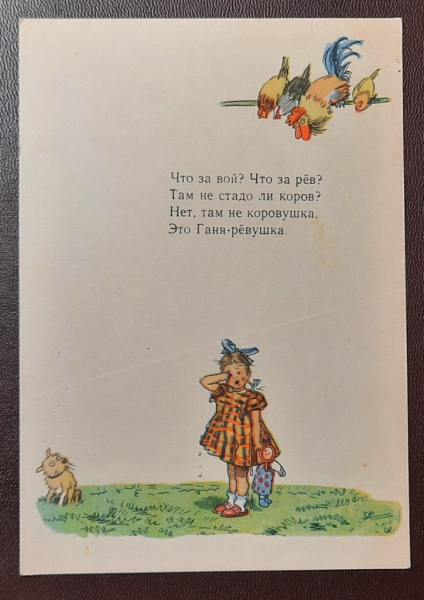 Что за вой? Что за рёв?
Там не стадо ли коров?
Нет, там не коровушка,
Это Ганя-рёвушка.